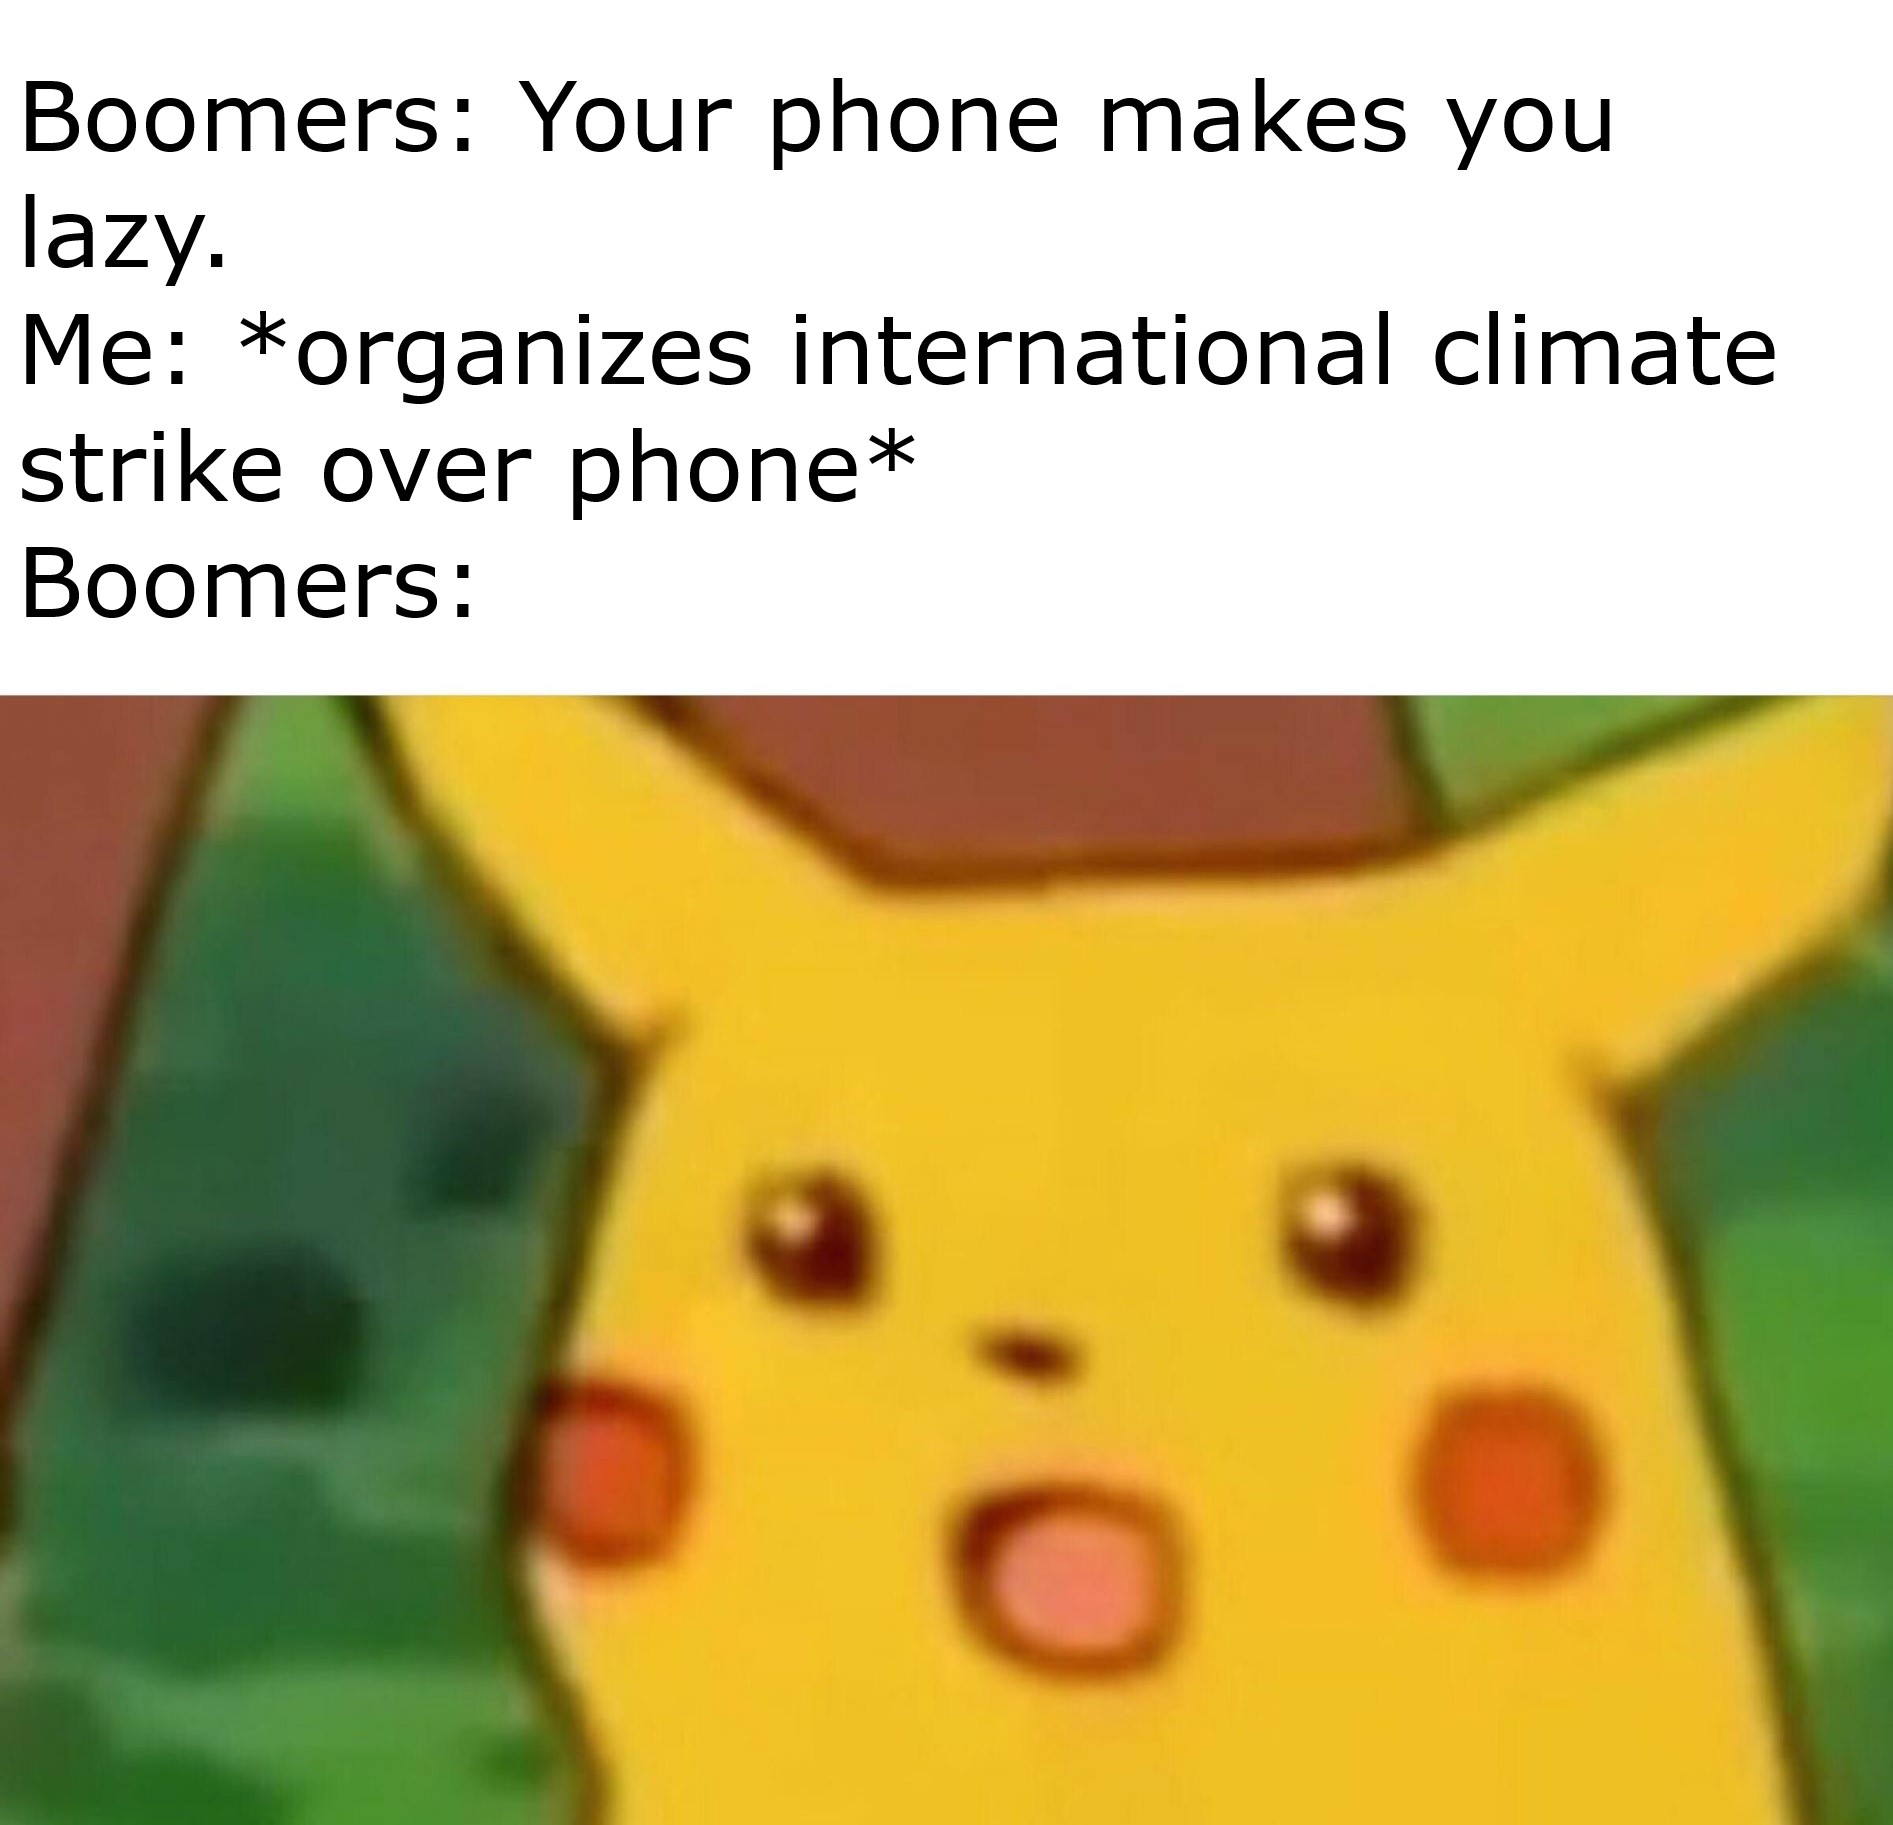 Boomers: Your phone makes you
lazy.
Me: *organizes international climate
strike over phone*
Boomers: